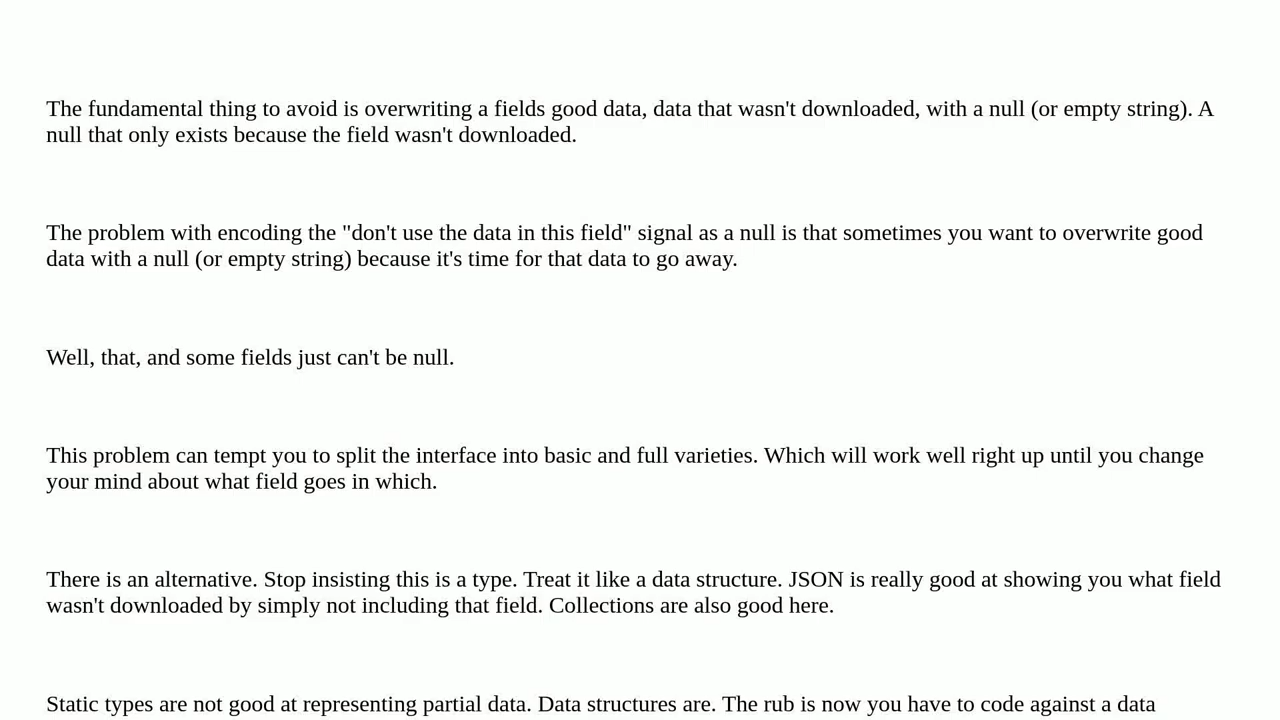 The fundamental thing to avoid is overwriting a fields good data, data that wasn't downloaded, with a null (or empty string). A
null that only exists because the field wasn't downloaded.
The problem with encoding the "don't use the data in this field" signal as a null is that sometimes you want to overwrite good
data with a null (or empty string) because it's time for that data to go away.
Well, that, and some fields just can't be null.
This problem can tempt you to split the interface into basic and full varieties. Which will work well right up until you change
your mind about what field goes in which.
There is an alternative. Stop insisting this is a type. Treat it like a data structure. JSON is really good at showing you what field
wasn't downloaded by simply not including that field. Collections are also good here.
Static types are not good at representing partial data. Data structures are. The rub is now you have to code against a data